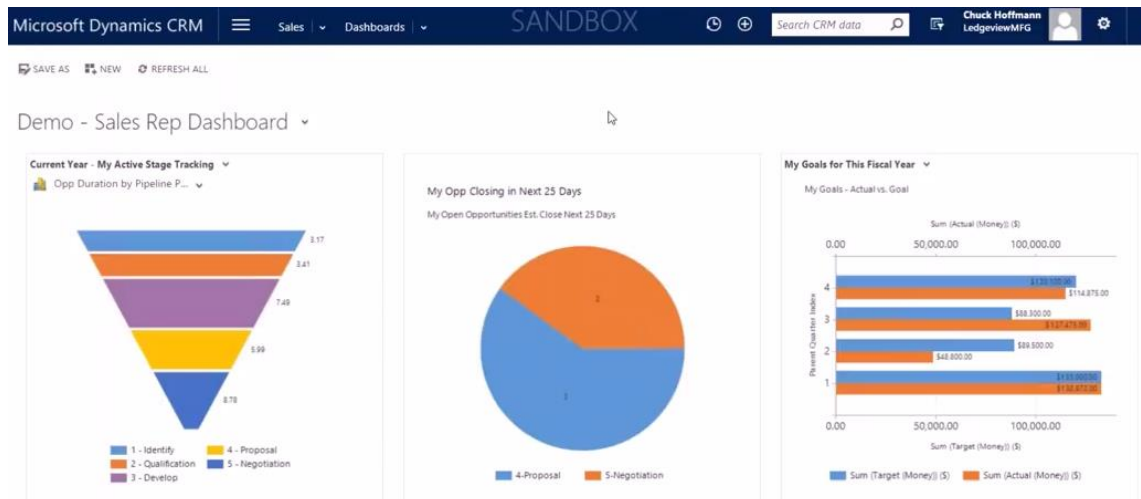 Microsoft Dynamics CRM
Sales
Dashboards
SANDBOX
Search CRM data
Chuck Hoffmann
LedgeviewMFG
SAVE AS
NEW
REFRESH ALL
Demo - Sales Rep Dashboard
Current Year - My Active Stage Tracking
Opp Duration by Pipeline P...
3.17
3.41
7.49
8.78
1 - Identify
4 - Proposal
2 - Qualification
5 - Negotiation
3 - Develop
My Opp Closing in Next 25 Days
My Open Opportunities Est. Close Next 25 Days
4-Proposal
5-Negotiation
My Goals for This Fiscal Year
My Goals - Actual vs. Goal
Sum (Actual (Money)) ($)
0.00 50,000.00 100,000.00
Parent Quarter Index
4
$114,875.00
3
$88,300.00
$127,475.00
2
$89,500.00
$48,800.00
1
0.00 50,000.00 100,000.00
Sum (Target (Money)) ($)
Sum (Target (Money)) ($)
Sum (Actual (Money)) ($)